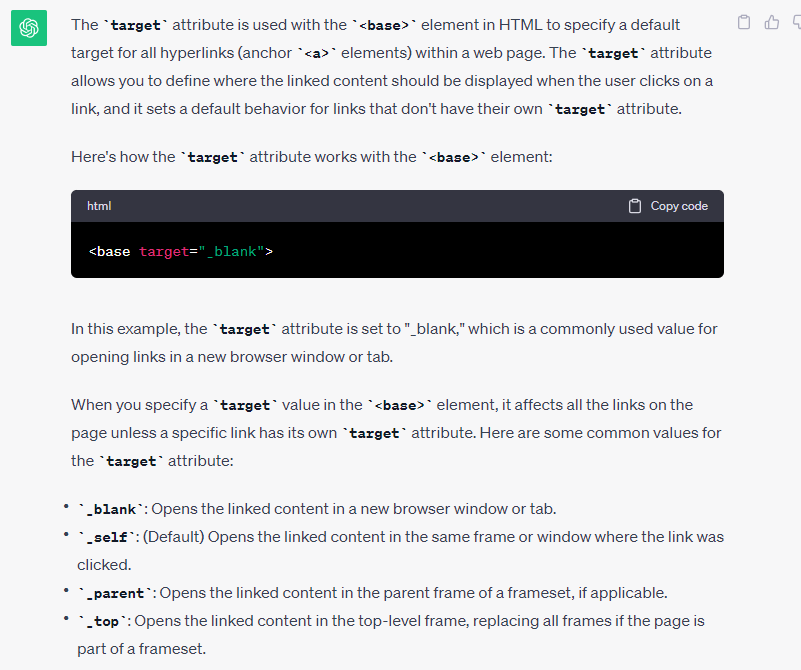 The `target` attribute is used with the `<base>` element in HTML to specify a default
target for all hyperlinks (anchor `<a>` elements) within a web page. The `target` attribute
allows you to define where the linked content should be displayed when the user clicks on a
link, and it sets a default behavior for links that don't have their own `target` attribute.
Here's how the `target` attribute works with the `<base>` element:
html
Copy code
<base target="_blank">
In this example, the `target` attribute is set to "_blank," which is a commonly used value for
opening links in a new browser window or tab.
When you specify a `target` value in the `<base>` element, it affects all the links on the
page unless a specific link has its own `target` attribute. Here are some common values for
the `target` attribute:
• `_blank`: Opens the linked content in a new browser window or tab.
• `_self`: (Default) Opens the linked content in the same frame or window where the link was
clicked.
• `_parent`: Opens the linked content in the parent frame of a frameset, if applicable.
• `_top`: Opens the linked content in the top-level frame, replacing all frames if the page is
part of a frameset.